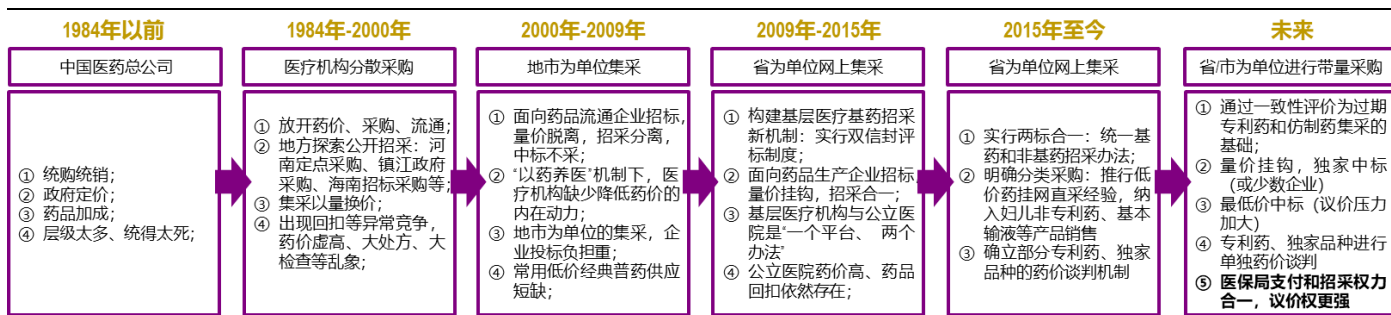 1984年以前
中国医药总公司
① 统购统销；
② 政府定价；
③ 药品加成；
④ 层级太多、统得太死；
1984年-2000年
医疗机构分散采购
① 放开药价、采购、流通；
② 地方探索公开招采：河
南定点采购、镇江政府
采购、海南招标采购等；
③ 集采以量换价；
④ 出现回扣等异常竞争，
药价虚高、大处方、大
检查等乱象；
2000年-2009年
地市为单位集采
① 面向药品流通企业招标，
量价脱离，招采分离，
中标不采；
② “以药养医”机制下，医
疗机构缺少降低药价的
内在动力；
③ 地市为单位的集采，企
业投标负担重；
④ 常用低价经典普药供应
短缺；
2009年-2015年
省为单位网上集采
① 构建基层医疗基药招采
新机制：实行双信封评
标制度；
② 面向药品生产企业招标
量价挂钩，招采合一；
③ 基层医疗机构与公立医
院是“一个平台、 两个
办法”
④ 公立医院药价高、药品
回扣依然存在；
2015年至今
省为单位网上集采
① 实行两标合一：统一基
药和非基药招采办法；
② 明确分类采购：推行低
价药挂网直采经验，纳
入妇儿非专利药、基本
输液等产品销售
③ 确立部分专利药、独家
品种的药价谈判机制
未来
省/市为单位进行带量采购
① 通过一致性评价为过期
专利药和仿制药集采的
基础；
② 量价挂钩，独家中标
（或少数企业）
③ 最低价中标（议价压力
加大）
④ 专利药、独家品种进行
单独药价谈判
⑤ 医保局支付和招采权力
合一，议价权更强